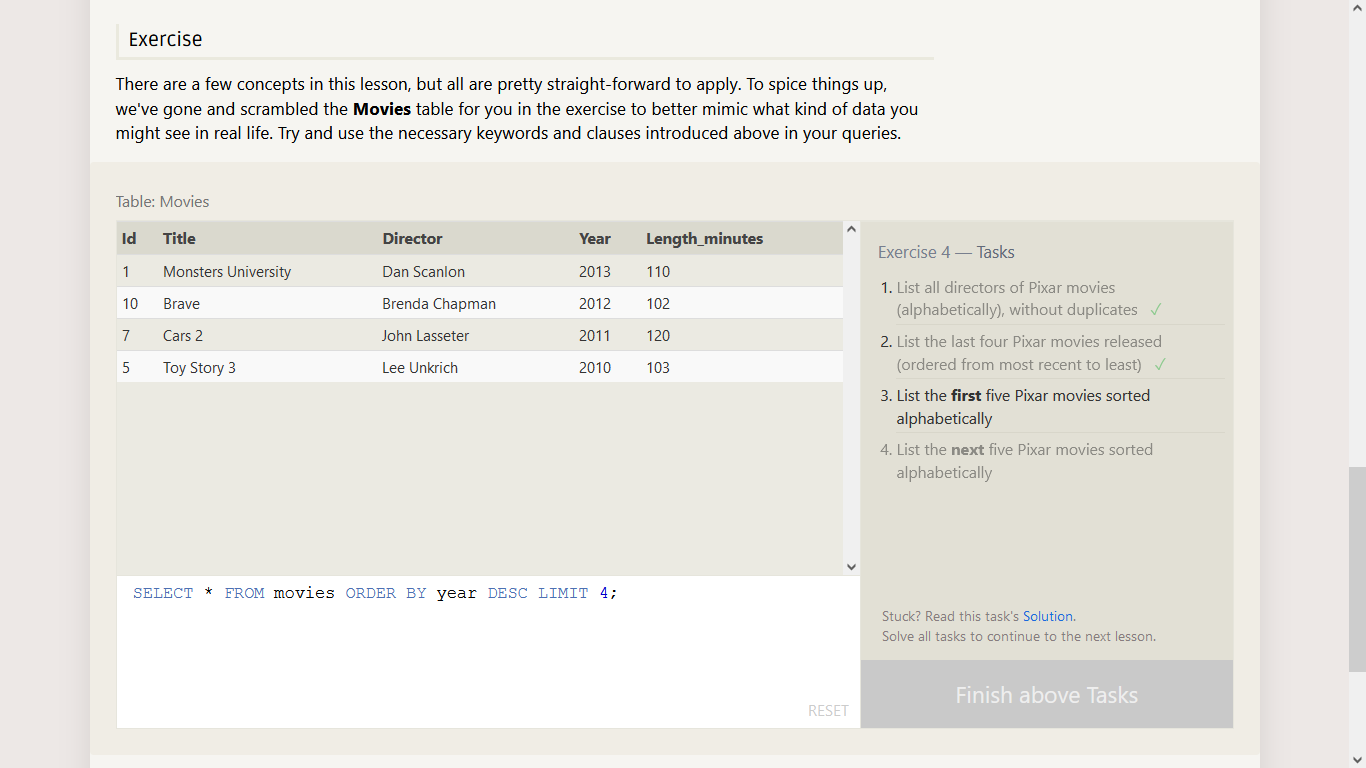 Exercise
There are a few concepts in this lesson, but all are pretty straight-forward to apply. To spice things up,
we've gone and scrambled the Movies table for you in the exercise to better mimic what kind of data you
might see in real life. Try and use the necessary keywords and clauses introduced above in your queries.
Table: Movies
Id Title Director Year Length_minutes
1 Monsters University Dan Scanlon 2013 110
10 Brave Brenda Chapman 2012 102
7 Cars 2 John Lasseter 2011 120
5 Toy Story 3 Lee Unkrich 2010 103
SELECT * FROM movies ORDER BY year DESC LIMIT 4;
RESET
Exercise 4 — Tasks
1. List all directors of Pixar movies
(alphabetically), without duplicates ✓
2. List the last four Pixar movies released
(ordered from most recent to least) ✓
3. List the first five Pixar movies sorted
alphabetically
4. List the next five Pixar movies sorted
alphabetically
Stuck? Read this task's Solution.
Solve all tasks to continue to the next lesson.
Finish above Tasks